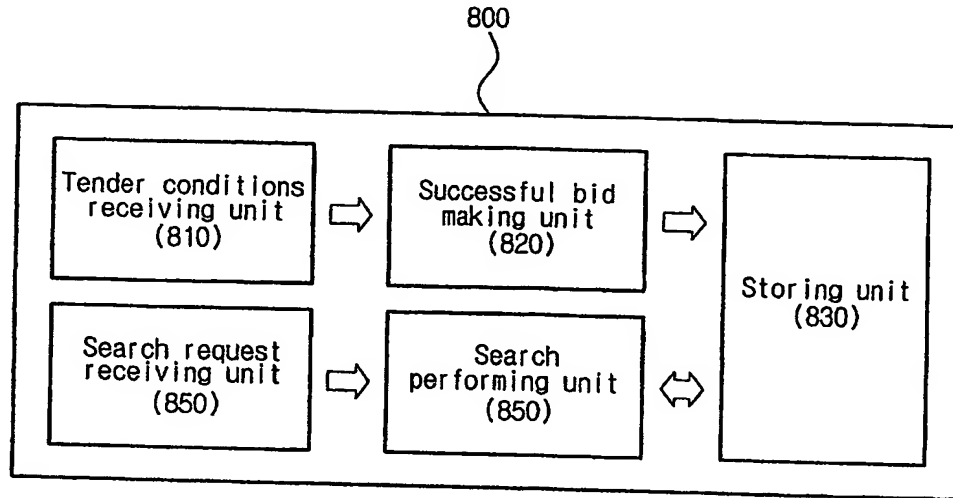 800
Tender conditions
receiving unit
(810)
Successful bid
making unit
(820)
Storing unit
(830)
Search request
receiving unit
(850)
Search
performing unit
(850)